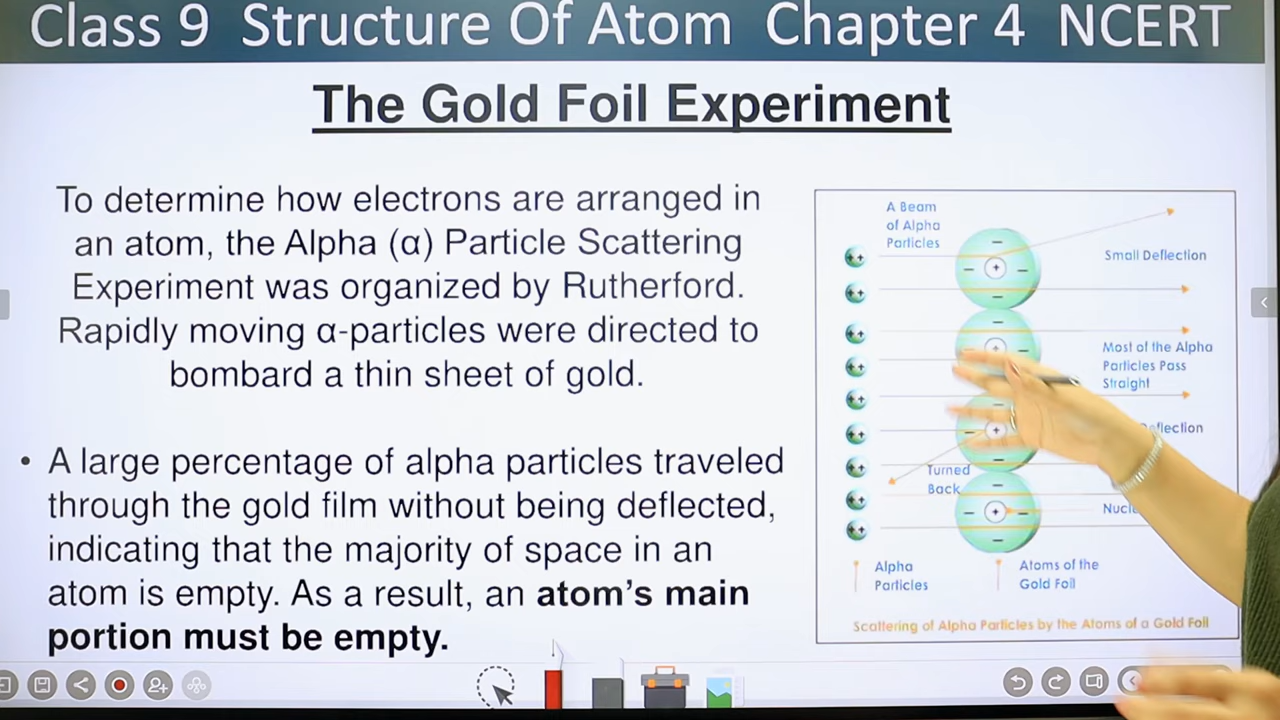 Class 9 Structure Of Atom Chapter 4 NCERT
The Gold Foil Experiment
To determine how electrons are arranged in
an atom, the Alpha (α) Particle Scattering
Experiment was organized by Rutherford.
Rapidly moving α-particles were directed to
bombard a thin sheet of gold.
• A large percentage of alpha particles traveled
through the gold film without being deflected,
indicating that the majority of space in an
atom is empty. As a result, an atom's main
portion must be empty.
A Beam
of Alpha
Particles
Small Deflection
Most of the Alpha
Particles Pass
Straight
Turned
Back
Alpha
Particles
Atoms of the
Gold Foil
Scattering of Alpha Particles by the Atoms of a Gold Foil